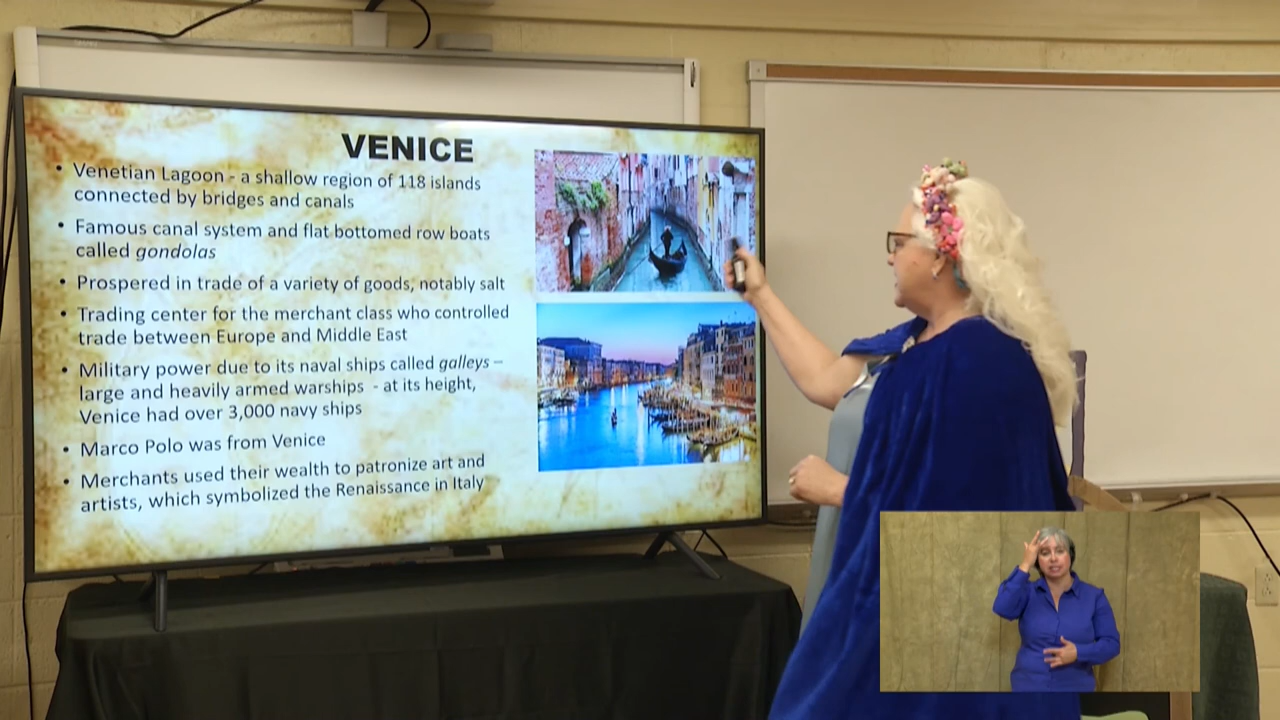 VENICE
• Venetian Lagoon - a shallow region of 118 islands
connected by bridges and canals
• Famous canal system and flat bottomed row boats
called gondolas
• Prospered in trade of a variety of goods, notably salt
• Trading center for the merchant class who controlled
trade between Europe and Middle East
• Military power due to its naval ships called galleys –
large and heavily armed warships - at its height,
Venice had over 3,000 navy ships
• Marco Polo was from Venice
• Merchants used their wealth to patronize art and
artists, which symbolized the Renaissance in Italy